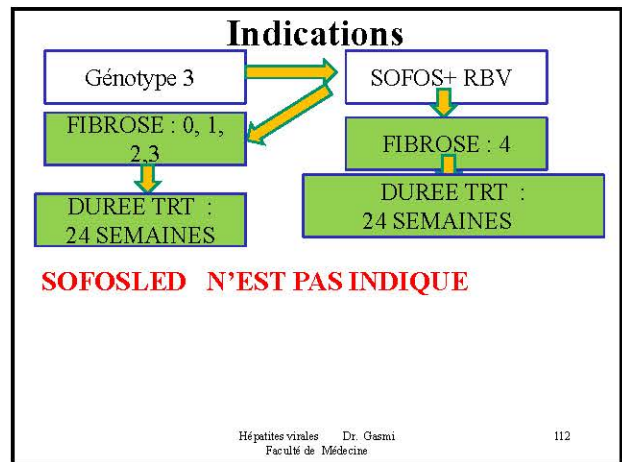 Indications
Génotype 3
SOFOS+ RBV
FIBROSE : 0, 1,
2,3
FIBROSE : 4
DUREE TRT :
24 SEMAINES
DUREE TRT :
24 SEMAINES
SOFOSLED N'EST PAS INDIQUE
Hépatites virales Dr. Gasmi
Faculté de Médecine
112